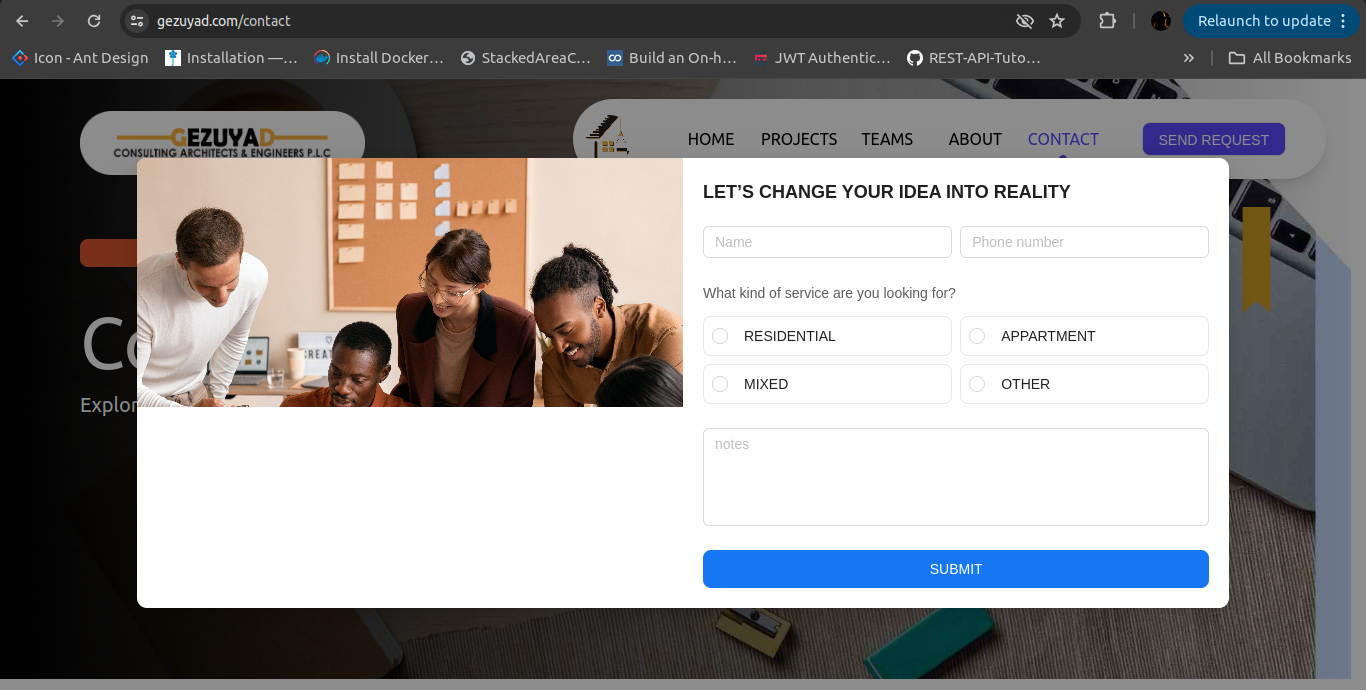 gezuyad.com/contact
Relaunch to update
Icon - Ant Design
Installation —…
Install Docker…
StackedAreaC…
Build an On-h…
JWT Authentic…
REST-API-Tuto…
»
All Bookmarks
GEZUYAD
CONSULTING ARCHITECTS & ENGINEERS P.L.C
HOME
PROJECTS
TEAMS
ABOUT
CONTACT
SEND REQUEST
Co
Explor
LET’S CHANGE YOUR IDEA INTO REALITY
Name
Phone number
What kind of service are you looking for?
RESIDENTIAL
APPARTMENT
MIXED
OTHER
notes
SUBMIT